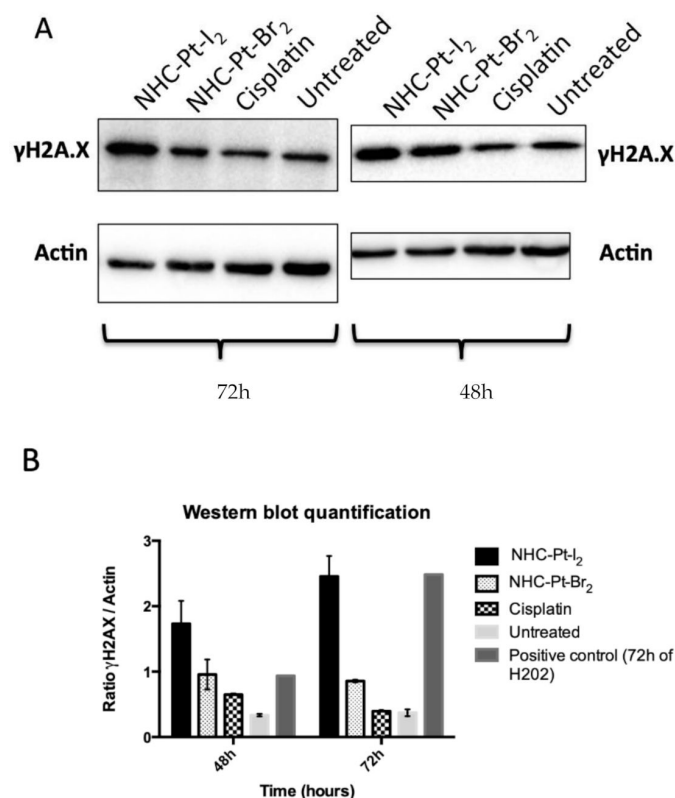 A
NHC-Pt-I₂
NHC-Pt-Br₂
Cisplatin
Untreated
NHC-Pt-I₂
NHC-Pt-Br₂
Cisplatin
Untreated
γH2A.X
γH2A.X
Actin
Actin
72h
48h
B
Western blot quantification
Ratio γH2AX / Actin
3
2
1
0
48h
72h
Time (hours)
NHC-Pt-I₂
NHC-Pt-Br₂
Cisplatin
Untreated
Positive control (72h of
H202)